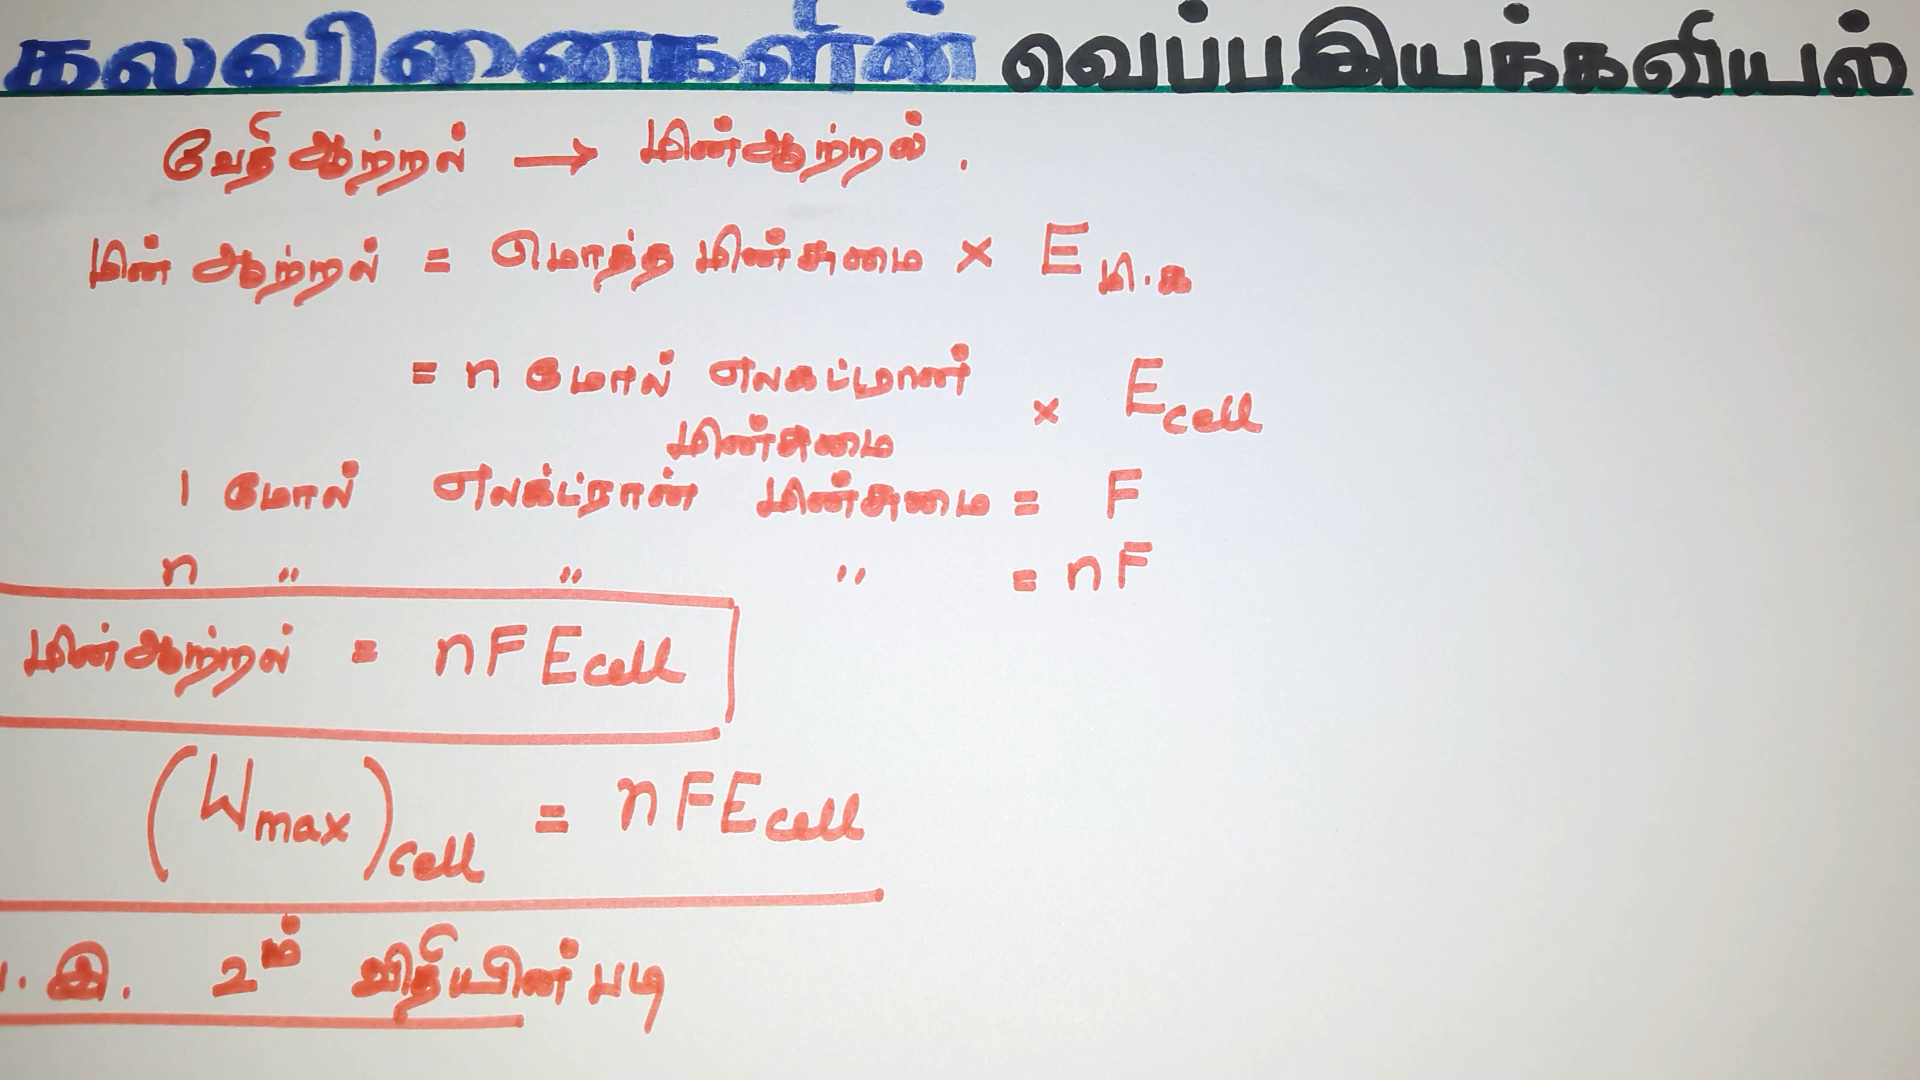 கலவினைகளின் வெப்பஇயக்கவியல்
வேதி ஆற்றல் → மின்ஆற்றல்.
மின் ஆற்றல் = மொத்த மின்சுமை × E மி.க
= n மோல் எலகட்ரான் மின்சுமை × Ecell
1 மோல் எலக்ட்ரான் மின்சுமை = F
n " " " = nF
மின்ஆற்றல் = nFEcell
(Wmax)cell = nFEcell
இ. 2ம் விதியின் படி